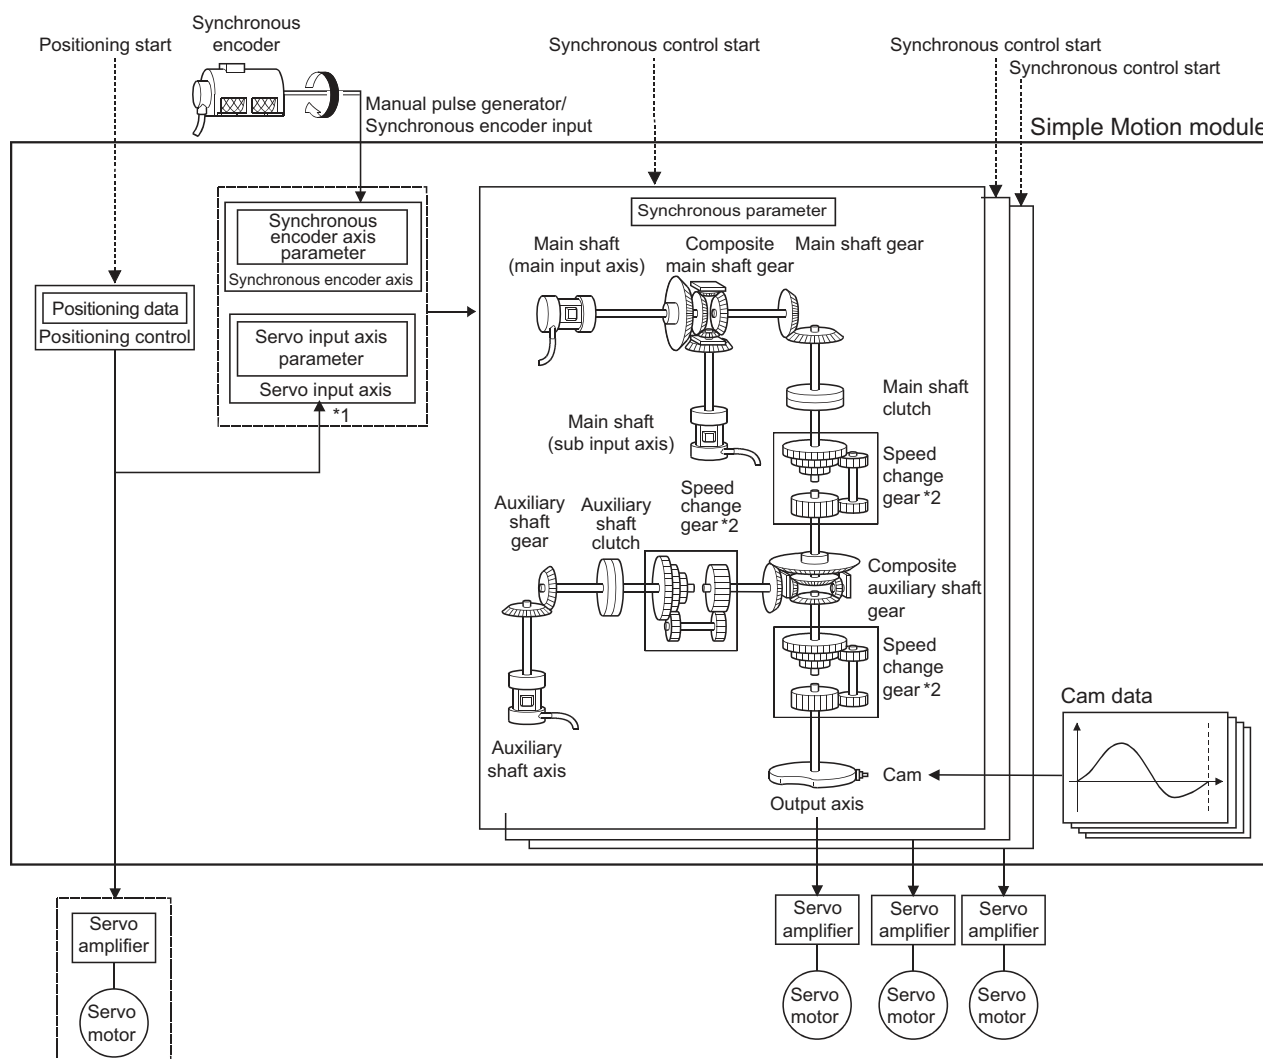 Synchronous
encoder
Positioning start
Synchronous control start
Synchronous control start
Synchronous control start
Manual pulse generator/
Synchronous encoder input
Simple Motion module
Synchronous
encoder axis
parameter
Synchronous encoder axis
Positioning data
Positioning control
Servo input axis
parameter
Servo input axis
*1
Synchronous parameter
Main shaft
(main input axis)
Composite
main shaft gear
Main shaft gear
Main shaft
clutch
Main shaft
(sub input axis)
Speed
change
gear *2
Auxiliary
shaft
gear
Auxiliary
shaft
clutch
Speed
change
gear *2
Composite
auxiliary shaft
gear
Speed
change
gear *2
Auxiliary
shaft axis
Cam
Output axis
Cam data
Servo
amplifier
Servo
motor
Servo
amplifier
Servo
motor
Servo
amplifier
Servo
motor
Servo
amplifier
Servo
motor